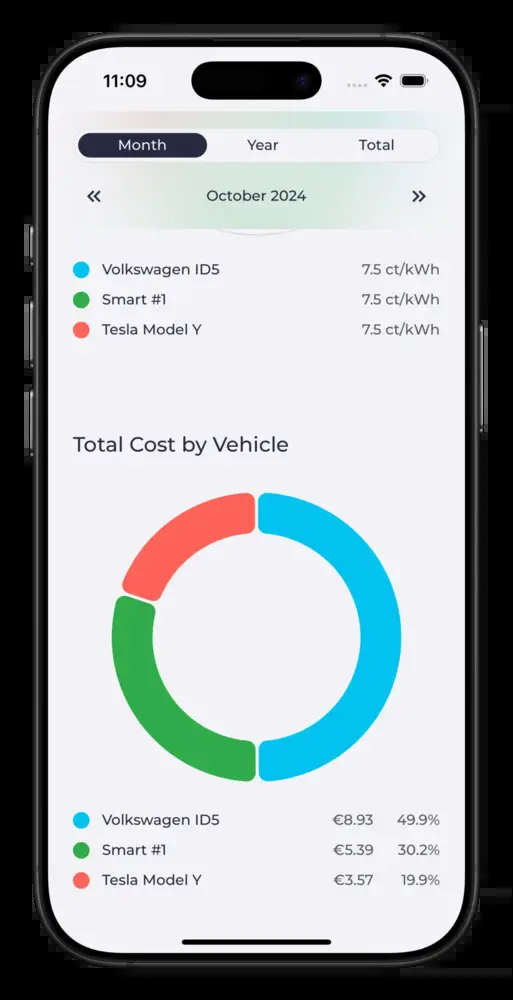 11:09
Month Year Total
October 2024
Volkswagen ID5 7.5 ct/kWh
Smart #1 7.5 ct/kWh
Tesla Model Y 7.5 ct/kWh
Total Cost by Vehicle
Volkswagen ID5 €8.93 49.9%
Smart #1 €5.39 30.2%
Tesla Model Y €3.57 19.9%